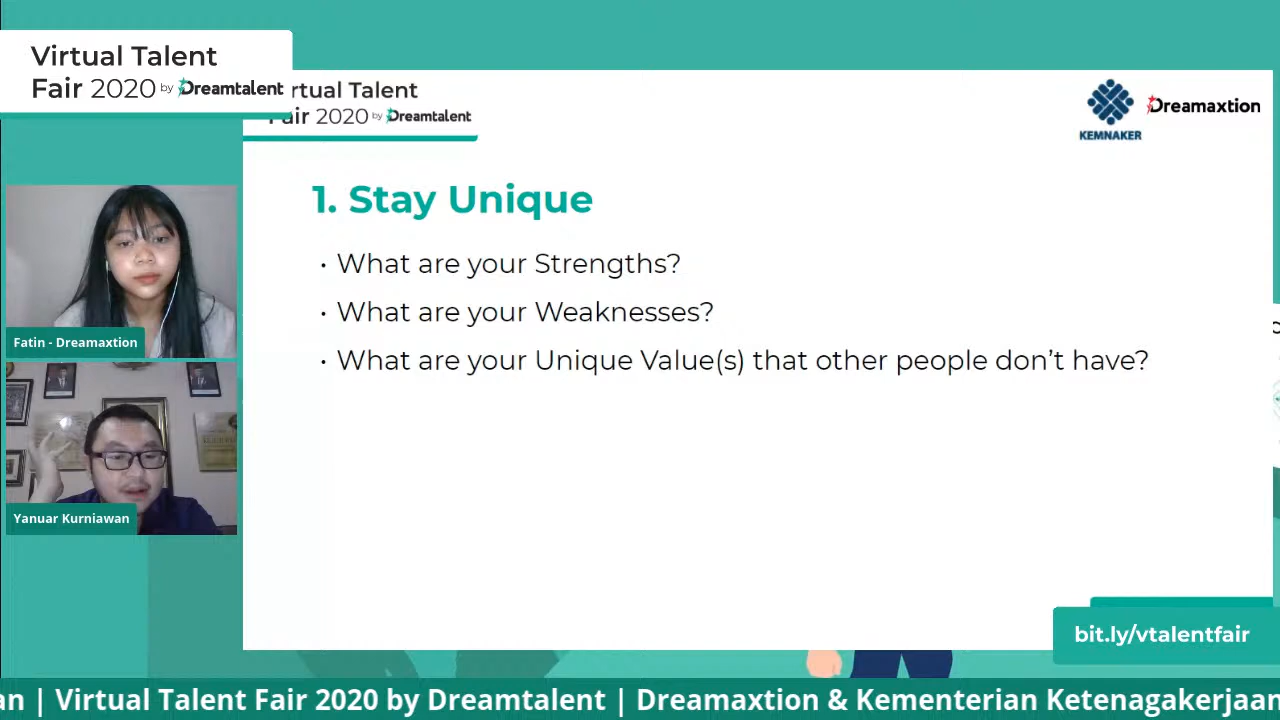 Virtual Talent
Fair 2020 by Dreamtalent
rtual Talent
Fair 2020 by Dreamtalent
KEMNAKER
Dreamaxtion
1. Stay Unique
• What are your Strengths?
• What are your Weaknesses?
• What are your Unique Value(s) that other people don't have?
Fatin - Dreamaxtion
Yanuar Kurniawan
bit.ly/vtalentfair
an | Virtual Talent Fair 2020 by Dreamtalent | Dreamaxtion & Kementerian Ketenagakerjaan